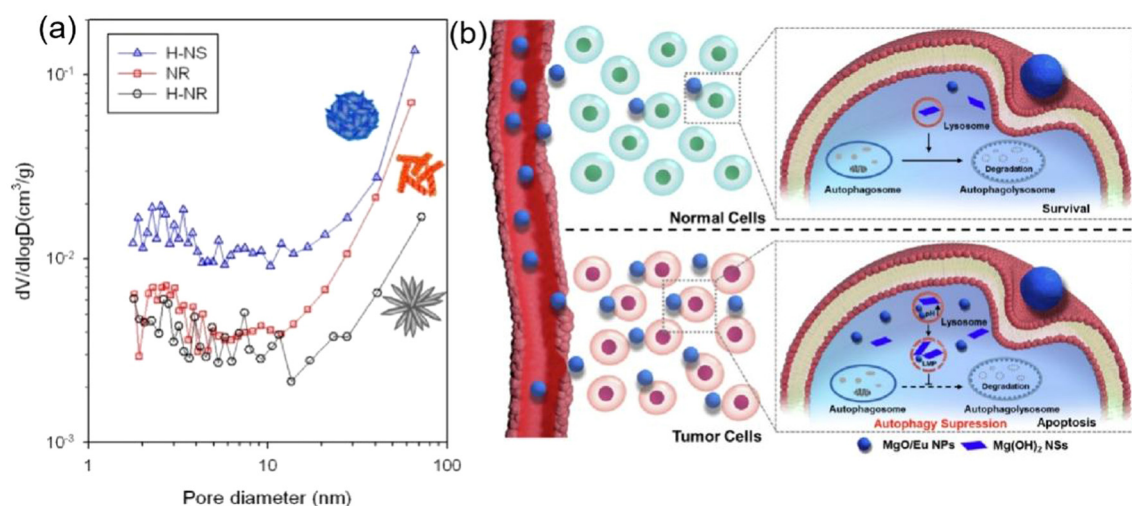 (a)
H-NS
NR
H-NR
10⁻¹
10⁻²
10⁻³
dV/dlogD(cm³/g)
1
10
100
Pore diameter (nm)
(b)
Normal Cells
Lysosome
Autophagosome
Degradation
Autophagolysosome
Survival
Tumor Cells
pH
Lysosome
LMP
Autophagosome
Degradation
Autophagolysosome
Autophagy Supression
Apoptosis
MgO/Eu NPs
Mg(OH)₂ NSs